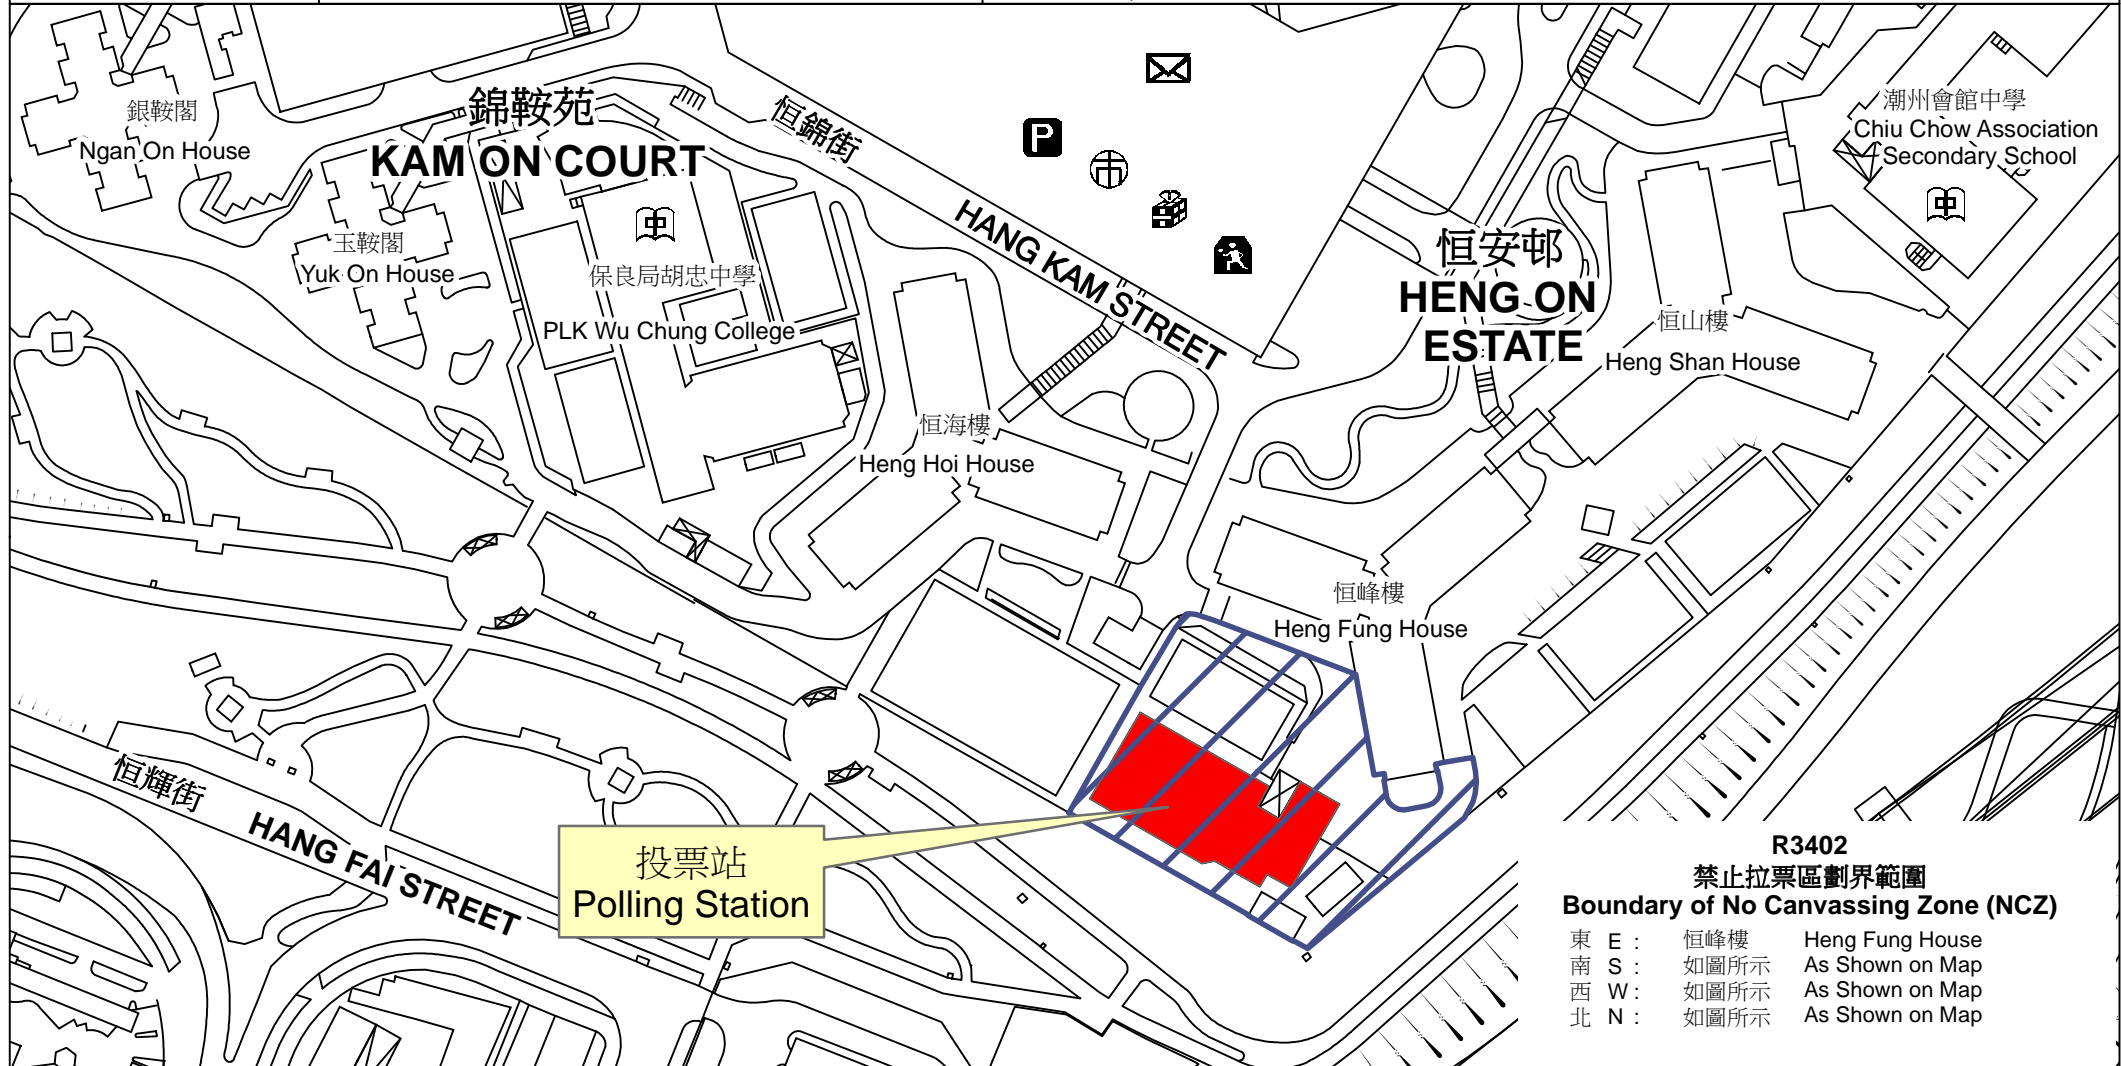 銀鞍閣
Ngan On House
錦鞍苑
KAM ON COURT
玉鞍閣
Yuk On House
中
保良局胡忠中學
PLK Wu Chung College
恒錦街
HANG KAM STREET
P
市
恒安邨
HENG ON
ESTATE
潮州會館中學
Chiu Chow Association
Secondary School
中
恒山樓
Heng Shan House
恒海樓
Heng Hoi House
恒峰樓
Heng Fung House
恒輝街
HANG FAI STREET
投票站
Polling Station
R3402
禁止拉票區劃界範圍
Boundary of No Canvassing Zone (NCZ)
東 E : 恒峰樓 Heng Fung House
南 S : 如圖所示 As Shown on Map
西 W : 如圖所示 As Shown on Map
北 N : 如圖所示 As Shown on Map